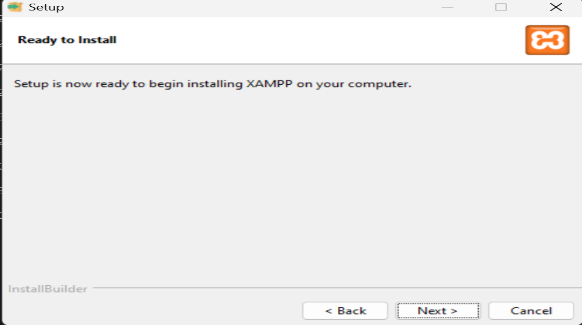 Setup
Ready to Install
Setup is now ready to begin installing XAMPP on your computer.
InstallBuilder
< Back
Next >
Cancel